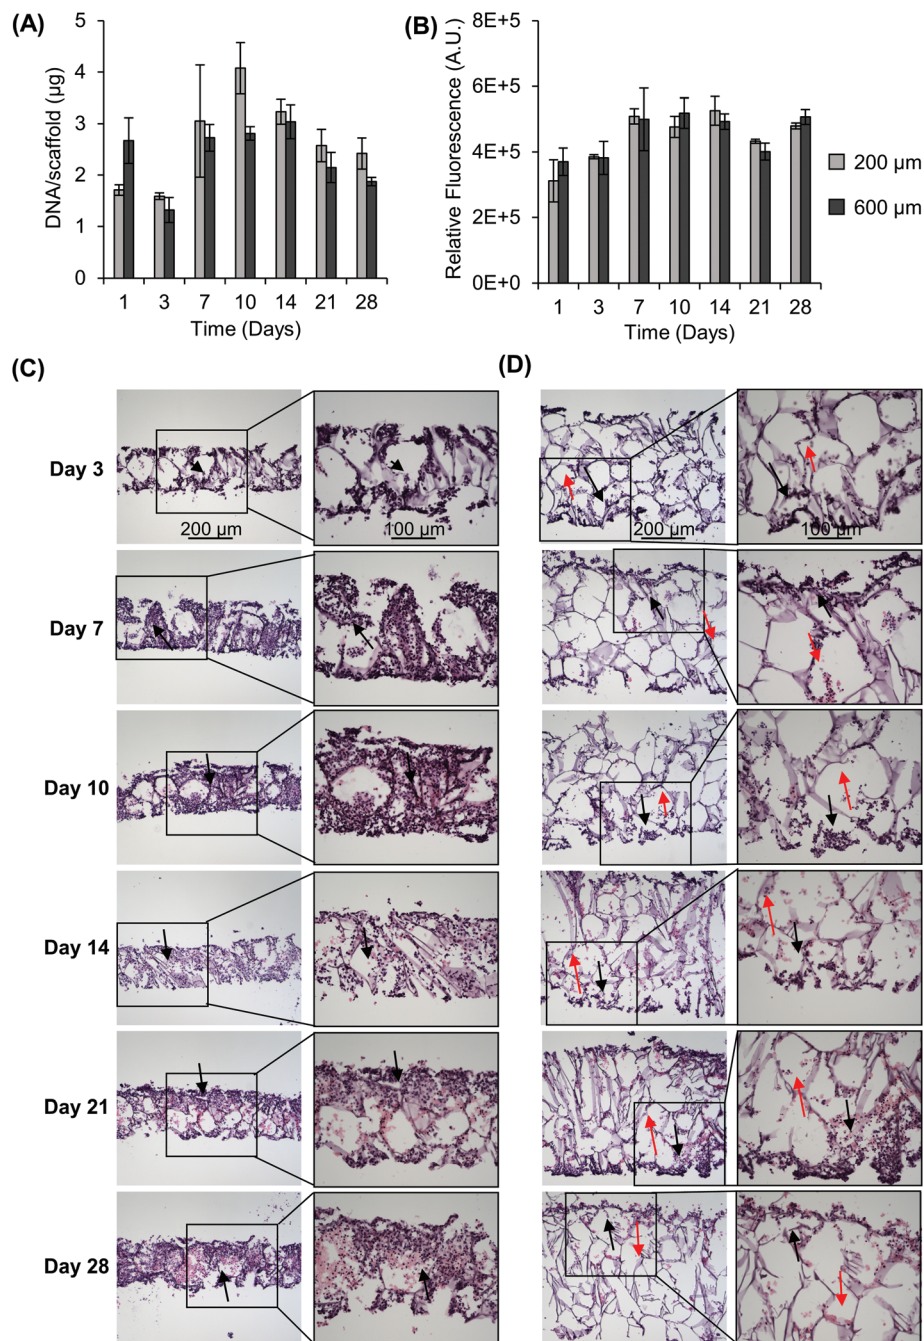 (A)
DNA/scaffold (µg)
5
4
3
2
1
0
1 3 7 10 14 21 28
Time (Days)
(B)
Relative Fluorescence (A.U.)
8E+5
6E+5
4E+5
2E+5
0E+0
1 3 7 10 14 21 28
Time (Days)
200 µm
600 µm
(C)
(D)
Day 3
200 µm
100 µm
200 µm
100 µm
Day 7
Day 10
Day 14
Day 21
Day 28